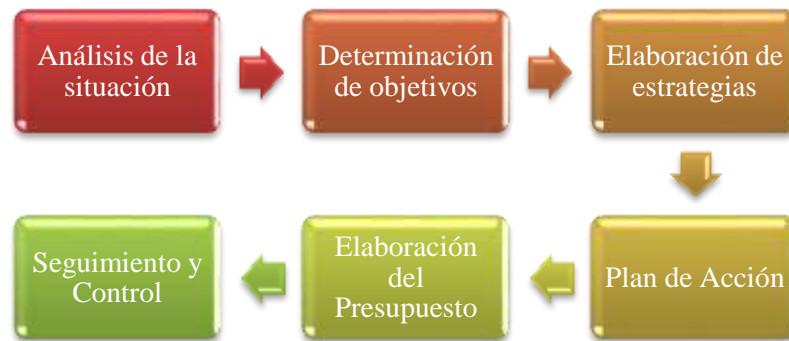 Análisis de la
situación
Determinación
de objetivos
Elaboración de
estrategias
Plan de Acción
Elaboración
del
Presupuesto
Seguimiento y
Control